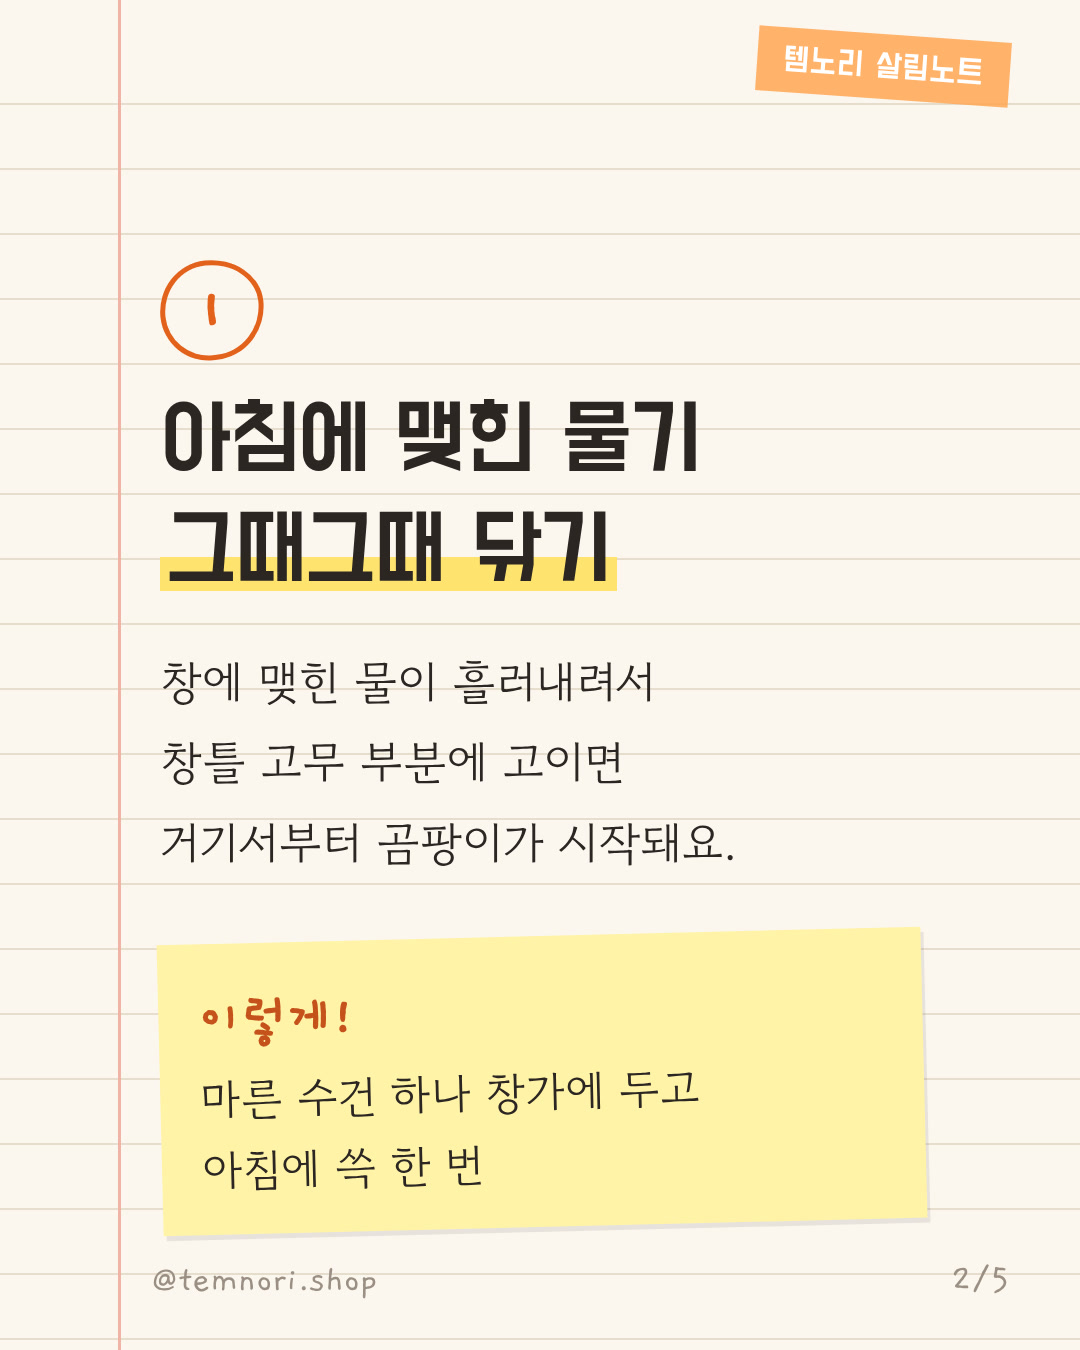 템노리 살림노트
1
아침에 맺힌 물기
그때그때 닦기
창에 맺힌 물이 흘러내려서
창틀 고무 부분에 고이면
거기서부터 곰팡이가 시작돼요.
이렇게!
마른 수건 하나 창가에 두고
아침에 쓱 한 번
@temnori.shop
2/5